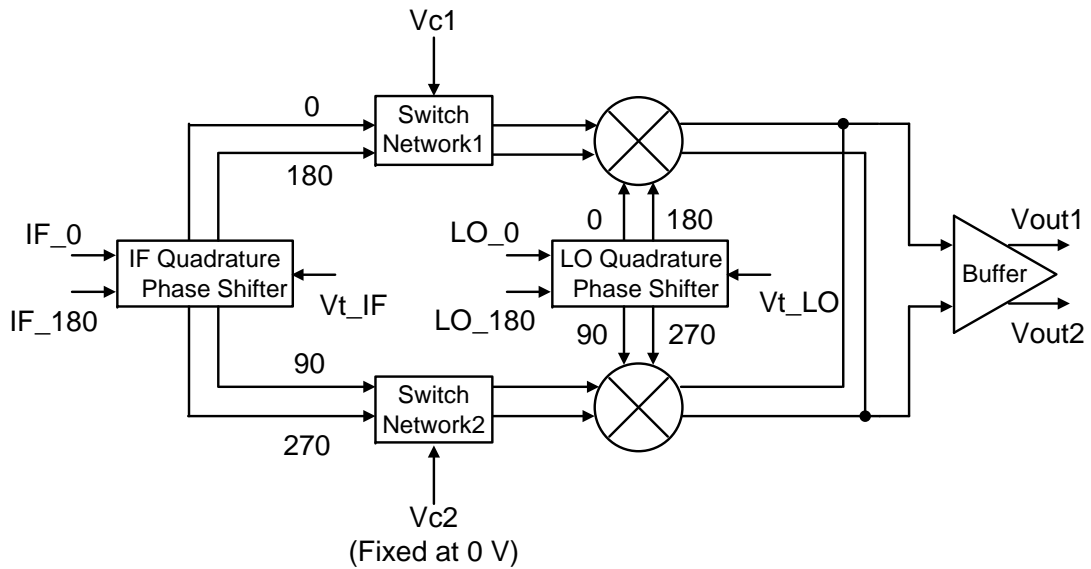 Vc1
0
Switch
Network1
180
IF_0
IF Quadrature
Phase Shifter
IF_180
Vt_IF
0
180
LO_0
LO Quadrature
Phase Shifter
LO_180
Vt_LO
90
270
Buffer
Vout1
Vout2
90
Switch
Network2
270
Vc2
(Fixed at 0 V)